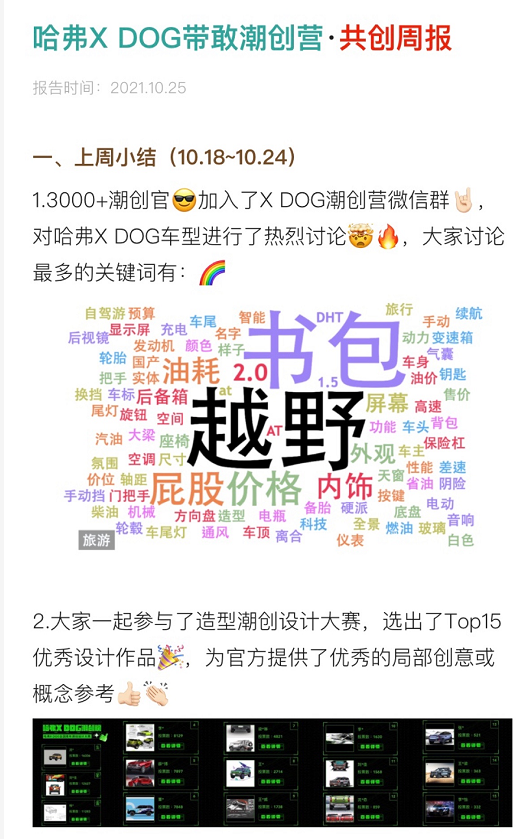 哈弗X DOG带敢潮创营·共创周报
报告时间：2021.10.25
一、上周小结（10.18~10.24）
1.3000+潮创官😎加入了X DOG潮创营微信群🤘🏻，
对哈弗X DOG车型进行了热烈讨论🤯🔥，大家讨论
最多的关键词有：🌈
自驾游 预算 车尾 智能 DHT 旅行 手动 续航
后视镜 显示屏 充电 名字 书包 动力 变速箱
发动机 颜色 样子 气囊
轮胎 国产 油耗 2.0 1.5 车身
把手 实体 油价 钥匙
换挡 车标 后备箱 at 越野 屏幕 高速 售价
尾灯 旋钮 空间 AT 功能 车头 背包
汽油 大梁 座椅 外观 车主 保险杠
氛围 空调 尺寸 天窗 性能 差速
价位 轴距 屁股 价格 内饰 省油 阴险
手动挡 门把手 按键
柴油 机械 方向盘 造型 电瓶 备胎 硬派 底盘 电动
轮毂 车尾灯 通风 车顶 离合 科技 全景 燃油 玻璃 音响
旅游 仪表 白色
2.大家一起参与了造型潮创设计大赛，选出了Top15
优秀设计作品🎉，为官方提供了优秀的局部创意或
概念参考👍🏻👏🏻
哈弗X DOG潮创营